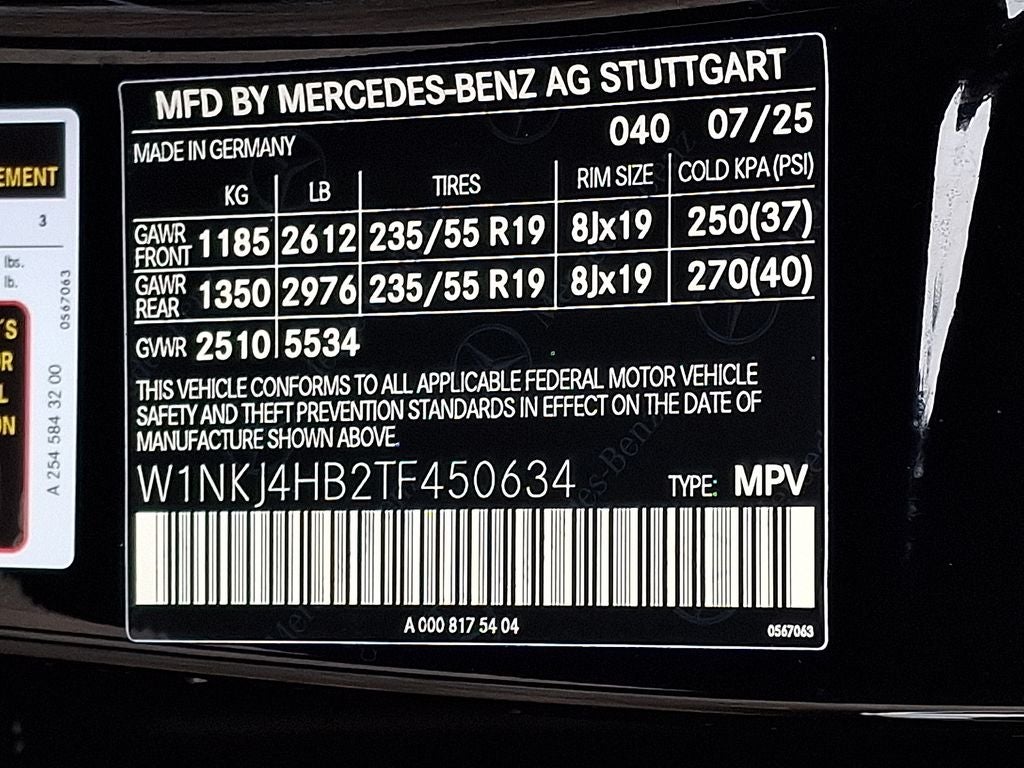 MFD BY MERCEDES-BENZ AG STUTTGART
MADE IN GERMANY 040 07/25
KG LB TIRES RIM SIZE COLD KPA (PSI)
GAWR FRONT 1185 2612 235/55 R19 8Jx19 250(37)
GAWR REAR 1350 2976 235/55 R19 8Jx19 270(40)
GVWR 2510 5534
THIS VEHICLE CONFORMS TO ALL APPLICABLE FEDERAL MOTOR VEHICLE
SAFETY AND THEFT PREVENTION STANDARDS IN EFFECT ON THE DATE OF
MANUFACTURE SHOWN ABOVE.
W1NKJ4HB2TF450634 TYPE: MPV
A 000 817 54 04 0567063
3
lbs.
lb.
0567063
A 254 584 32 00